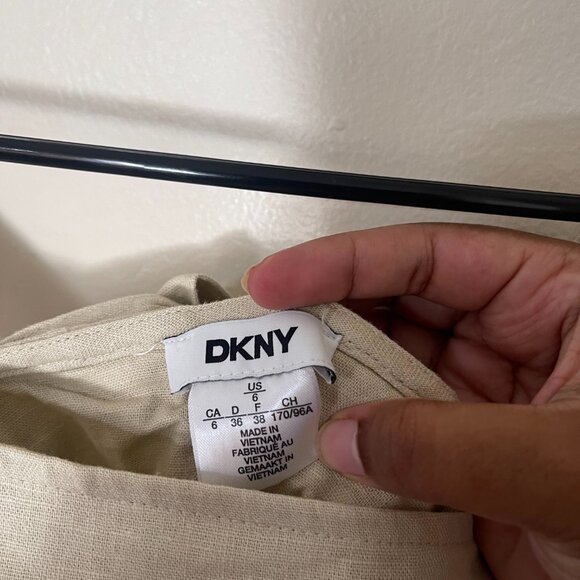 DKNY
US
6
CA D F CH
6 36 38 170/96A
MADE IN
VIETNAM
FABRIQUÉ AU
VIETNAM
GEMAAKT IN
VIETNAM